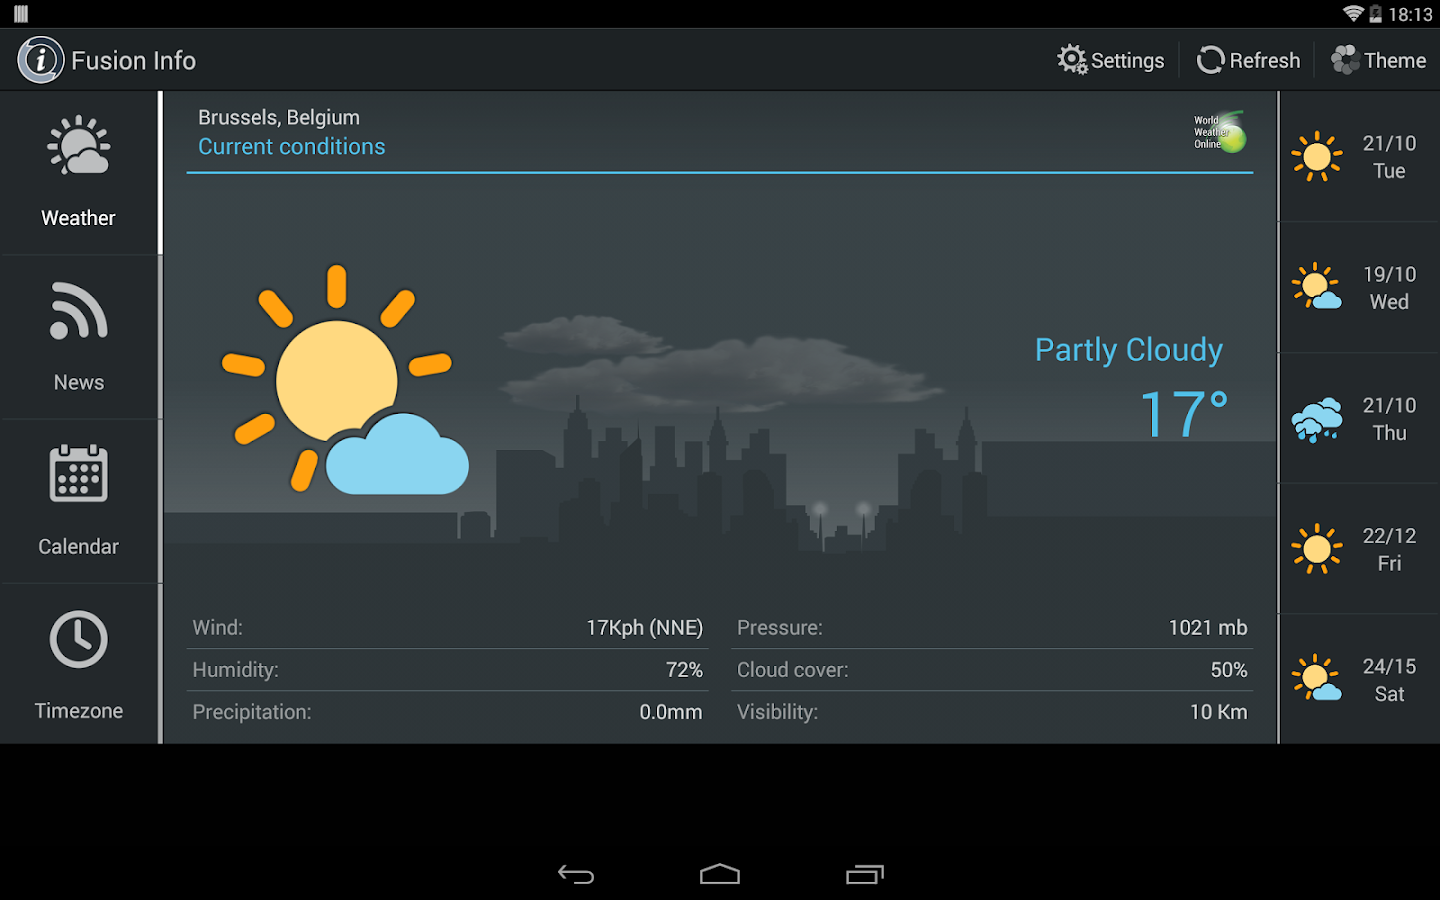 18:13
Fusion Info
Settings
Refresh
Theme
Weather
News
Calendar
Timezone
Brussels, Belgium
Current conditions
World
Weather
Online
Partly Cloudy
17°
Wind: 17Kph (NNE)
Humidity: 72%
Precipitation: 0.0mm
Pressure: 1021 mb
Cloud cover: 50%
Visibility: 10 Km
21/10
Tue
19/10
Wed
21/10
Thu
22/12
Fri
24/15
Sat